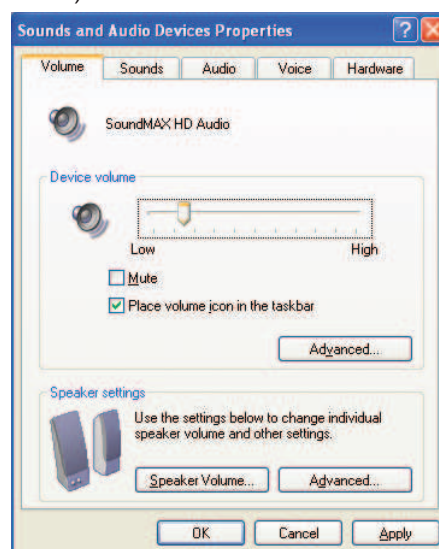 Sounds and Audio Devices Properties
Volume Sounds Audio Voice Hardware
SoundMAX HD Audio
Device volume
Low High
Mute
Place volume icon in the taskbar
Advanced...
Speaker settings
Use the settings below to change individual
speaker volume and other settings.
Speaker Volume... Advanced...
OK Cancel Apply